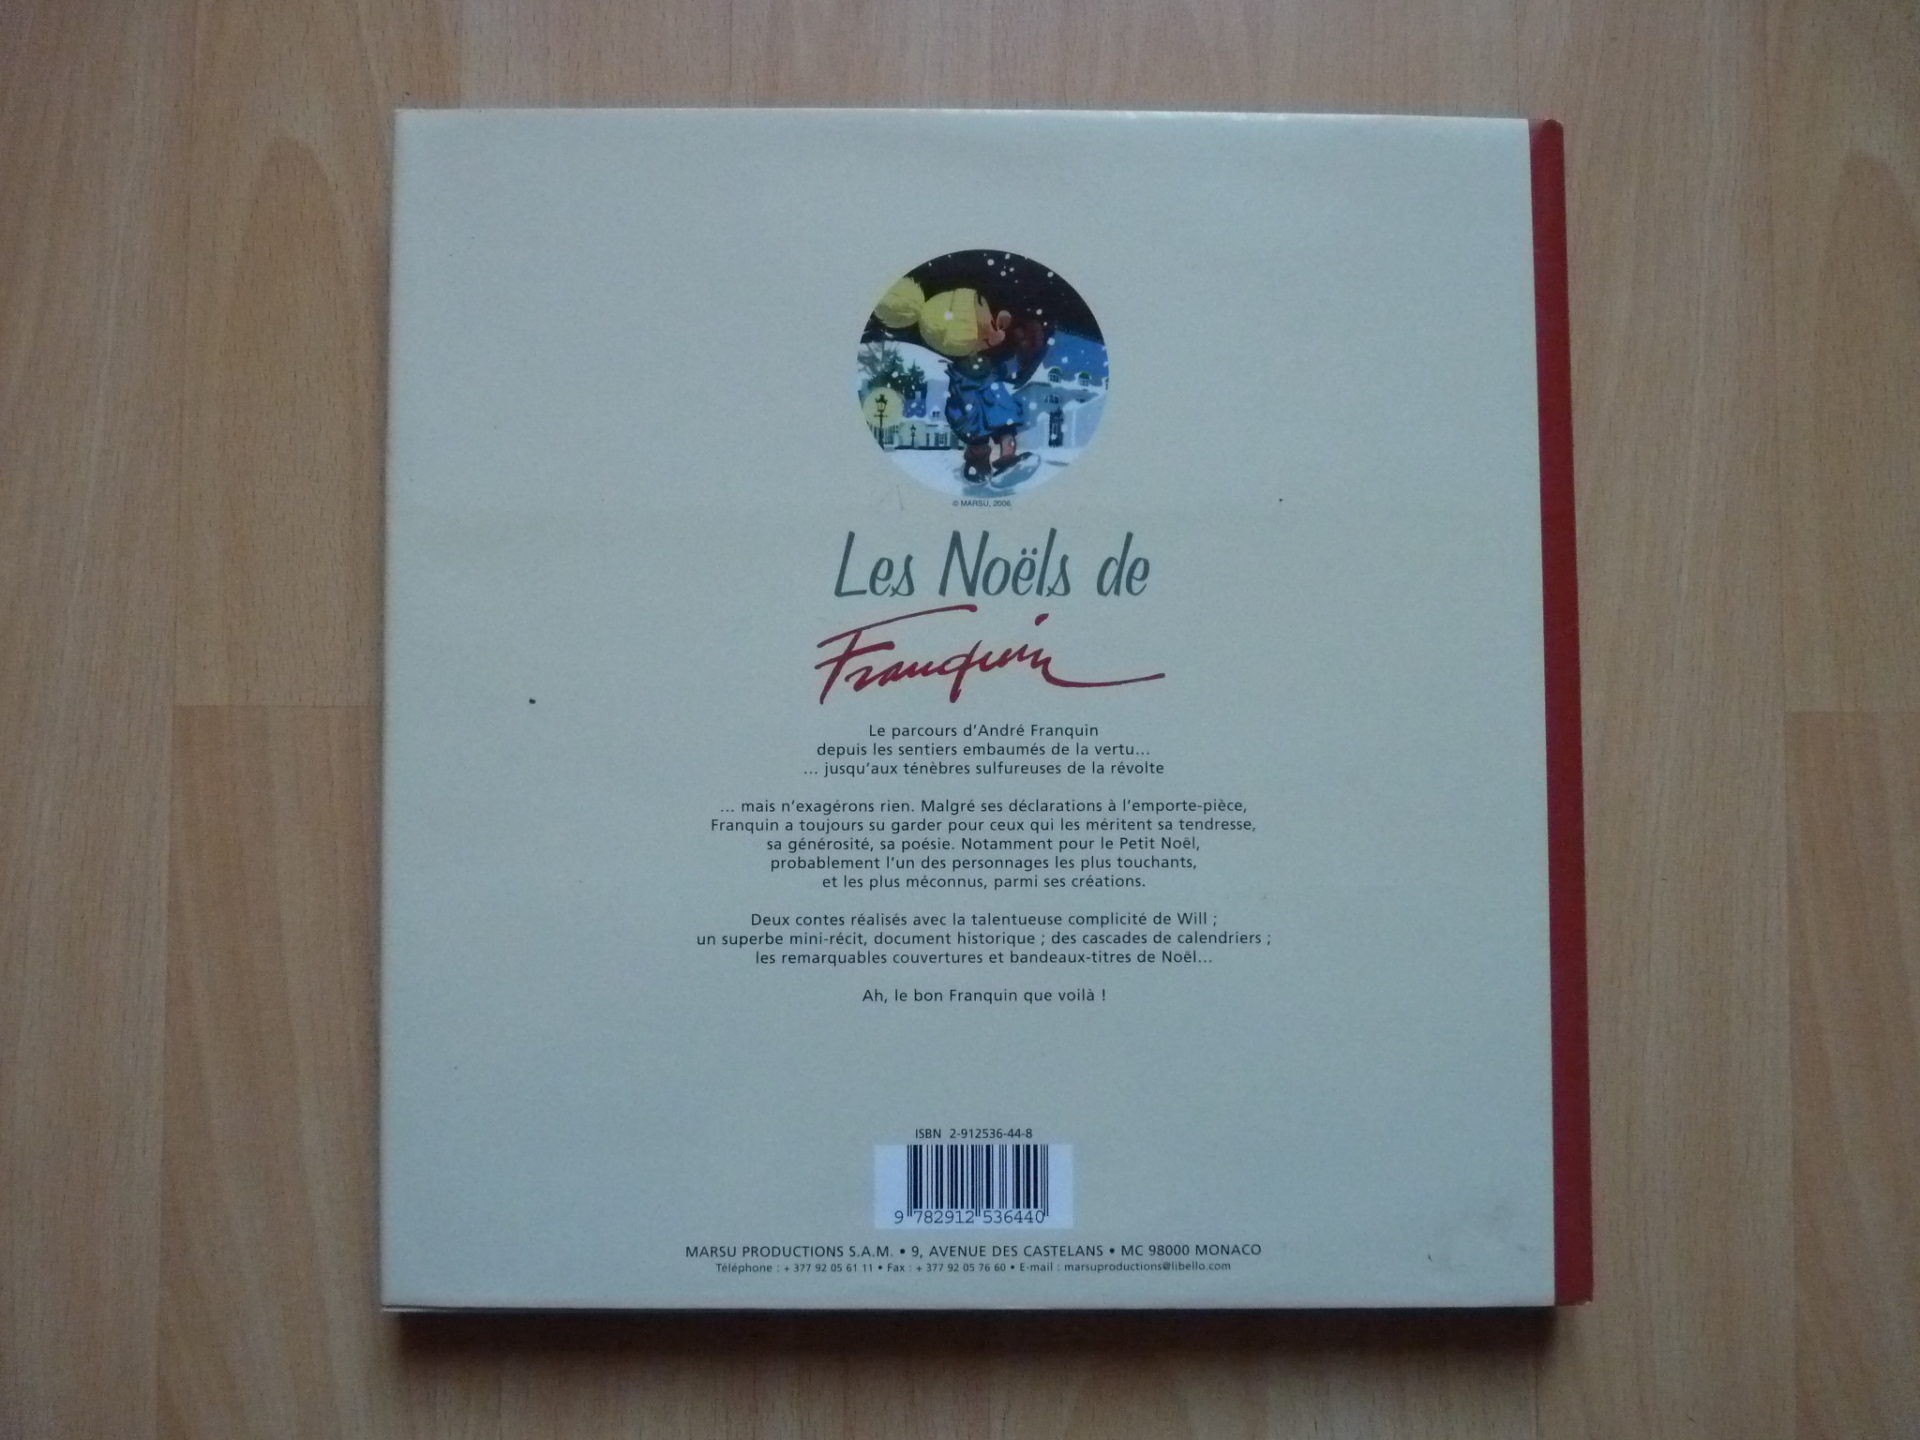 © MARSU, 2006
Les Noëls de
Franquin
Le parcours d'André Franquin
depuis les sentiers embaumés de la vertu...
... jusqu'aux ténèbres sulfureuses de la révolte
... mais n'exagérons rien. Malgré ses déclarations à l'emporte-pièce,
Franquin a toujours su garder pour ceux qui les méritent sa tendresse,
sa générosité, sa poésie. Notamment pour le Petit Noël,
probablement l'un des personnages les plus touchants,
et les plus méconnus, parmi ses créations.
Deux contes réalisés avec la talentueuse complicité de Will ;
un superbe mini-récit, document historique ; des cascades de calendriers ;
les remarquables couvertures et bandeaux-titres de Noël...
Ah, le bon Franquin que voilà !
ISBN 2-912536-44-8
9 782912 536440
MARSU PRODUCTIONS S.A.M. • 9, AVENUE DES CASTELANS • MC 98000 MONACO
Téléphone : + 377 92 05 61 11 • Fax : + 377 92 05 76 60 • E-mail : marsuproductions@libello.com